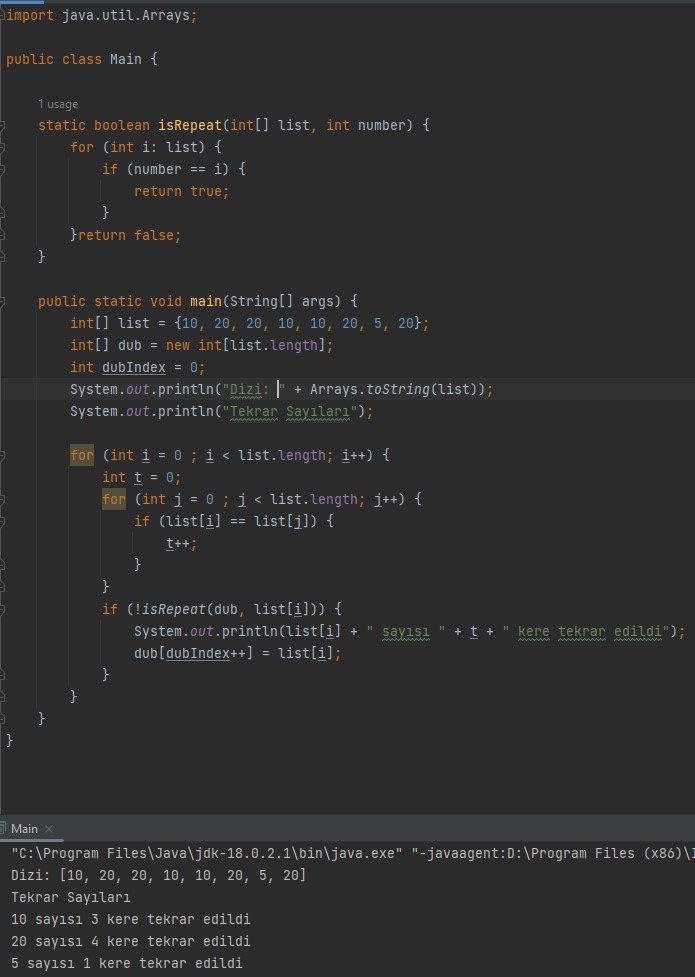 import java.util.Arrays;
public class Main {
1 usage
static boolean isRepeat(int[] list, int number) {
for (int i: list) {
if (number == i) {
return true;
}
}return false;
}
public static void main(String[] args) {
int[] list = {10, 20, 20, 10, 10, 20, 5, 20};
int[] dub = new int[list.length];
int dubIndex = 0;
System.out.println("Dizi: " + Arrays.toString(list));
System.out.println("Tekrar Sayıları");
for (int i = 0 ; i < list.length; i++) {
int t = 0;
for (int j = 0 ; j < list.length; j++) {
if (list[i] == list[j]) {
t++;
}
}
if (!isRepeat(dub, list[i])) {
System.out.println(list[i] + " sayısı " + t + " kere tekrar edildi");
dub[dubIndex++] = list[i];
}
}
}
}
Main
"C:\Program Files\Java\jdk-18.0.2.1\bin\java.exe" "-javaagent:D:\Program Files (x86)\
Dizi: [10, 20, 20, 10, 10, 20, 5, 20]
Tekrar Sayıları
10 sayısı 3 kere tekrar edildi
20 sayısı 4 kere tekrar edildi
5 sayısı 1 kere tekrar edildi